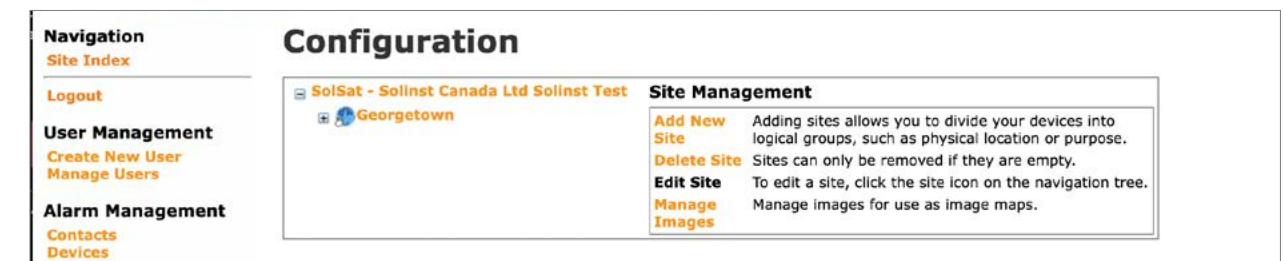 Navigation
Site Index
Logout
User Management
Create New User
Manage Users
Alarm Management
Contacts
Devices
Configuration
SolSat - Solinst Canada Ltd Solinst Test
Georgetown
Site Management
Add New Site
Adding sites allows you to divide your devices into
logical groups, such as physical location or purpose.
Delete Site Sites can only be removed if they are empty.
Edit Site To edit a site, click the site icon on the navigation tree.
Manage Images
Manage images for use as image maps.